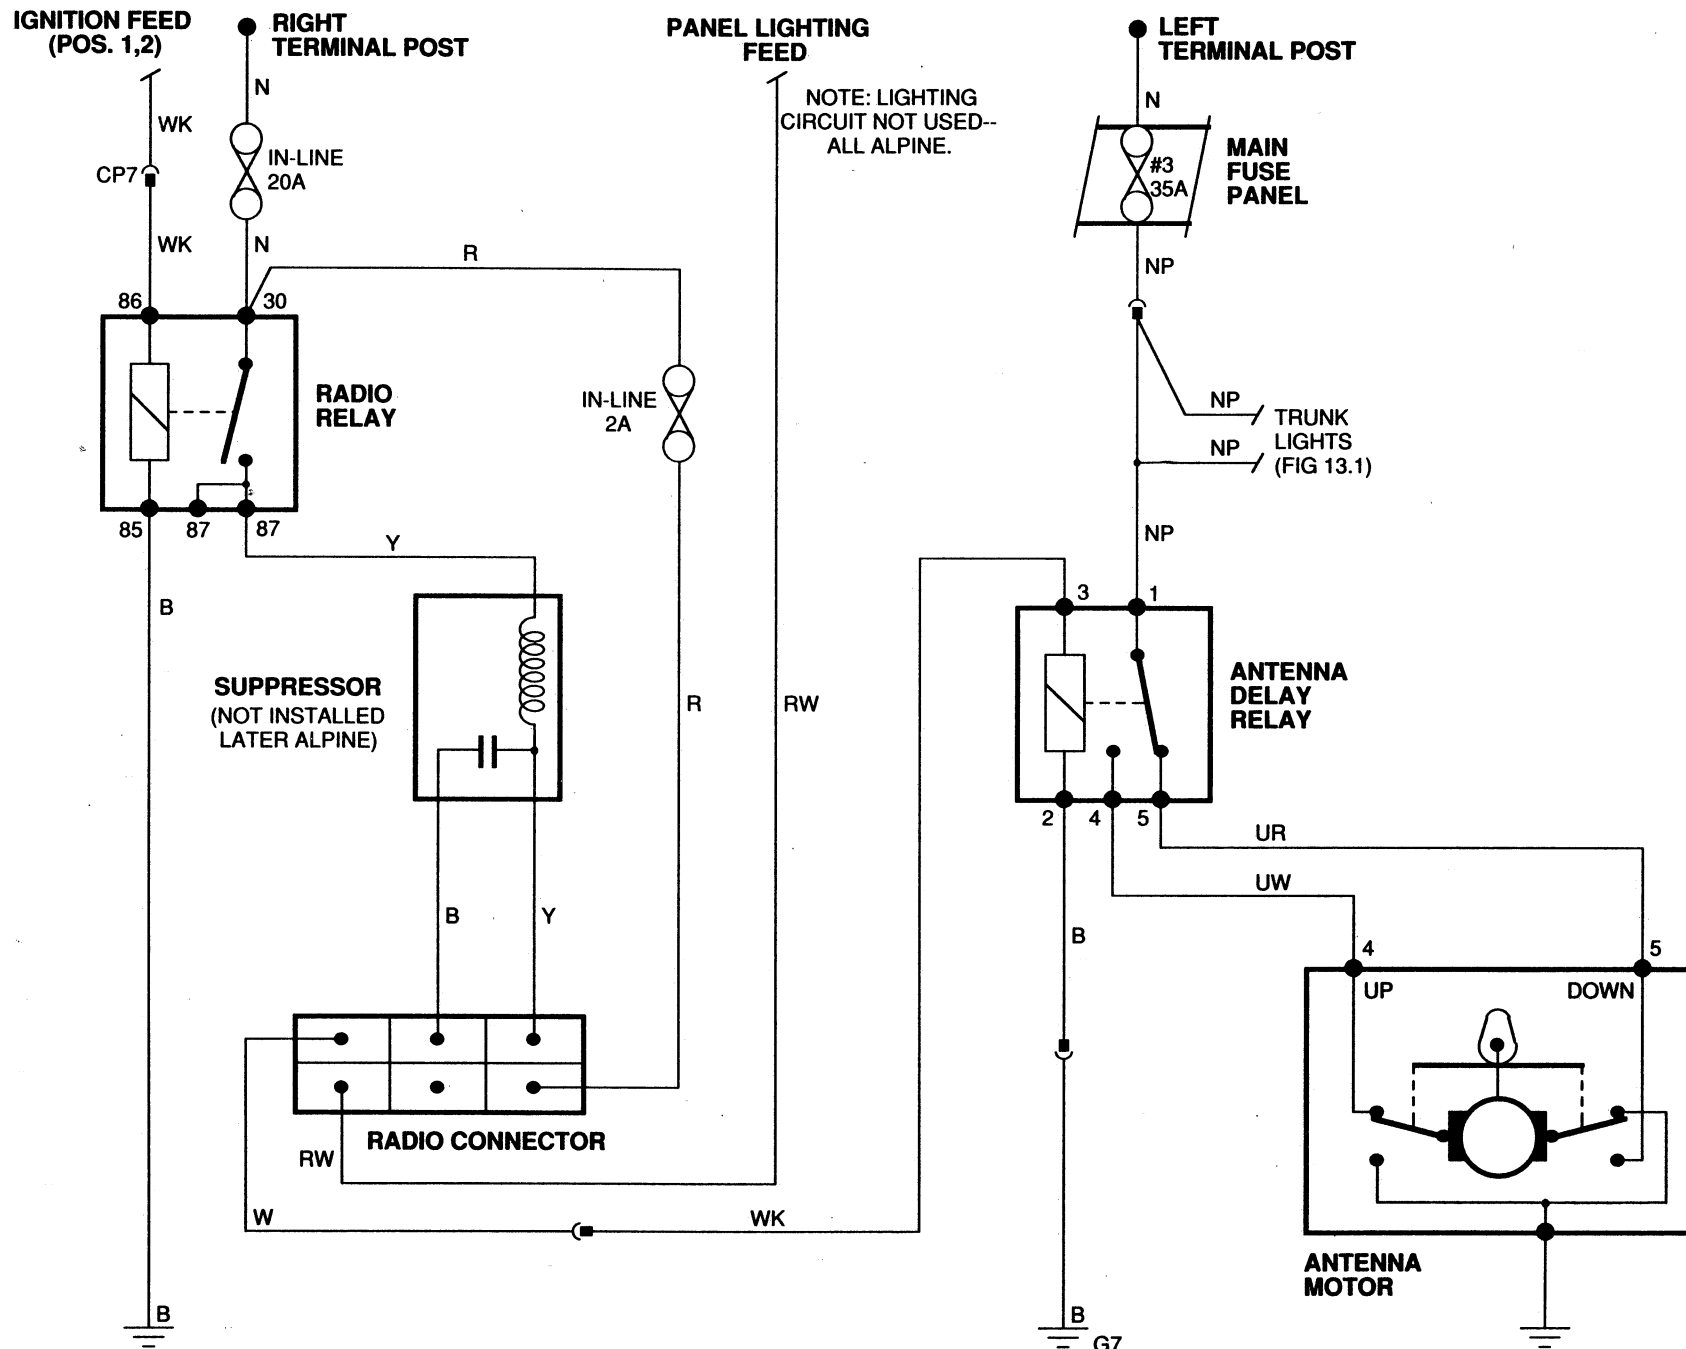 IGNITION FEED
(POS. 1,2)
RIGHT
TERMINAL POST
PANEL LIGHTING
FEED
LEFT
TERMINAL POST
NOTE: LIGHTING
CIRCUIT NOT USED--
ALL ALPINE.
N
WK
CP7
IN-LINE
20A
WK
N
R
N
#3
35A
MAIN
FUSE
PANEL
NP
86
30
RADIO
RELAY
IN-LINE
2A
NP
NP
TRUNK
LIGHTS
(FIG 13.1)
85
87
87
Y
NP
B
3
1
SUPPRESSOR
(NOT INSTALLED
LATER ALPINE)
R
RW
ANTENNA
DELAY
RELAY
2
4
5
UR
UW
B
Y
B
4
5
UP
DOWN
RADIO CONNECTOR
RW
W
WK
ANTENNA
MOTOR
B
B
G7